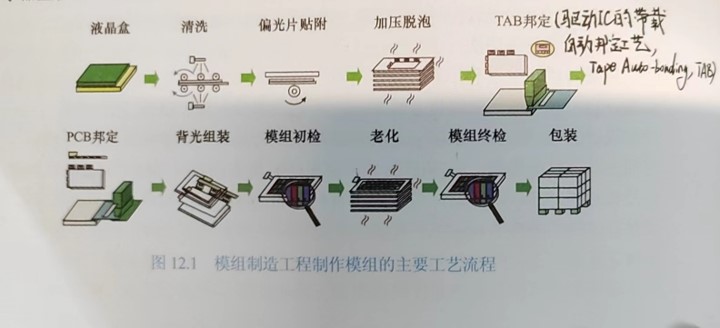 液晶盒 清洗 偏光片贴附 加压脱泡 TAB邦定(驱动IC的带载
自动邦定工艺,
Tape Auto-bonding, TAB)
PCB邦定 背光组装 模组初检 老化 模组终检 包装
图 12.1 模组制造工程制作模组的主要工艺流程